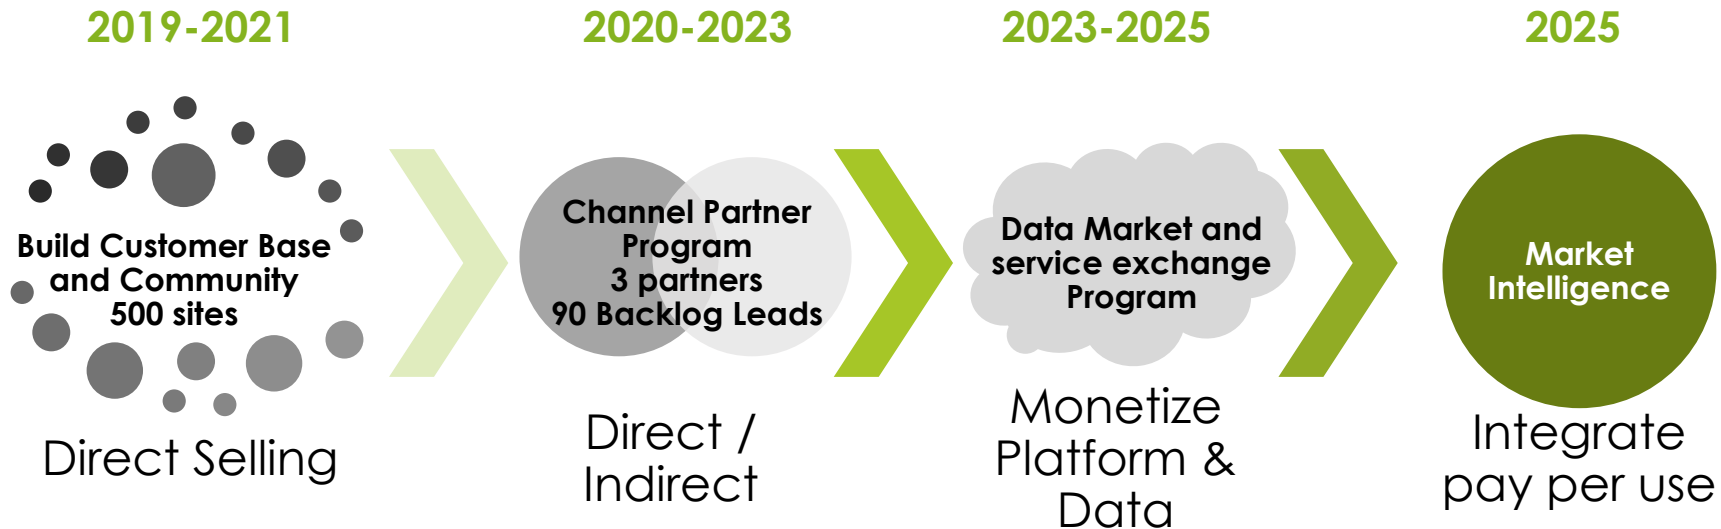 2019-2021
Build Customer Base
and Community
500 sites
Direct Selling
2020-2023
Channel Partner
Program
3 partners
90 Backlog Leads
Direct /
Indirect
2023-2025
Data Market and
service exchange
Program
Monetize
Platform &
Data
2025
Market
Intelligence
Integrate
pay per use